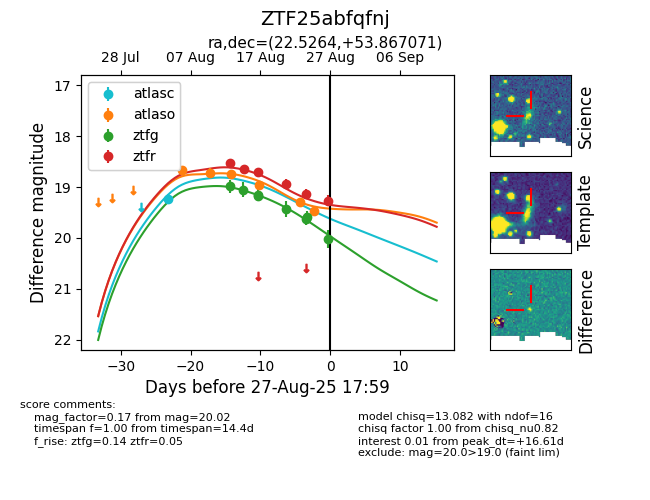 ZTF25abfqfnj
ra,dec=(22.5264,+53.867071)
28 Jul 07 Aug 17 Aug 27 Aug 06 Sep
17
18
19
20
21
22
Difference magnitude
atlasc
atlaso
ztfg
ztfr
−30 −20 −10 0 10
Days before 27-Aug-25 17:59
Science
Template
Difference
score comments:
mag_factor=0.17 from mag=20.02
timespan f=1.00 from timespan=14.4d
f_rise: ztfg=0.14 ztfr=0.05
model chisq=13.082 with ndof=16
chisq factor 1.00 from chisq_nu0.82
interest 0.01 from peak_dt=+16.61d
exclude: mag=20.0>19.0 (faint lim)